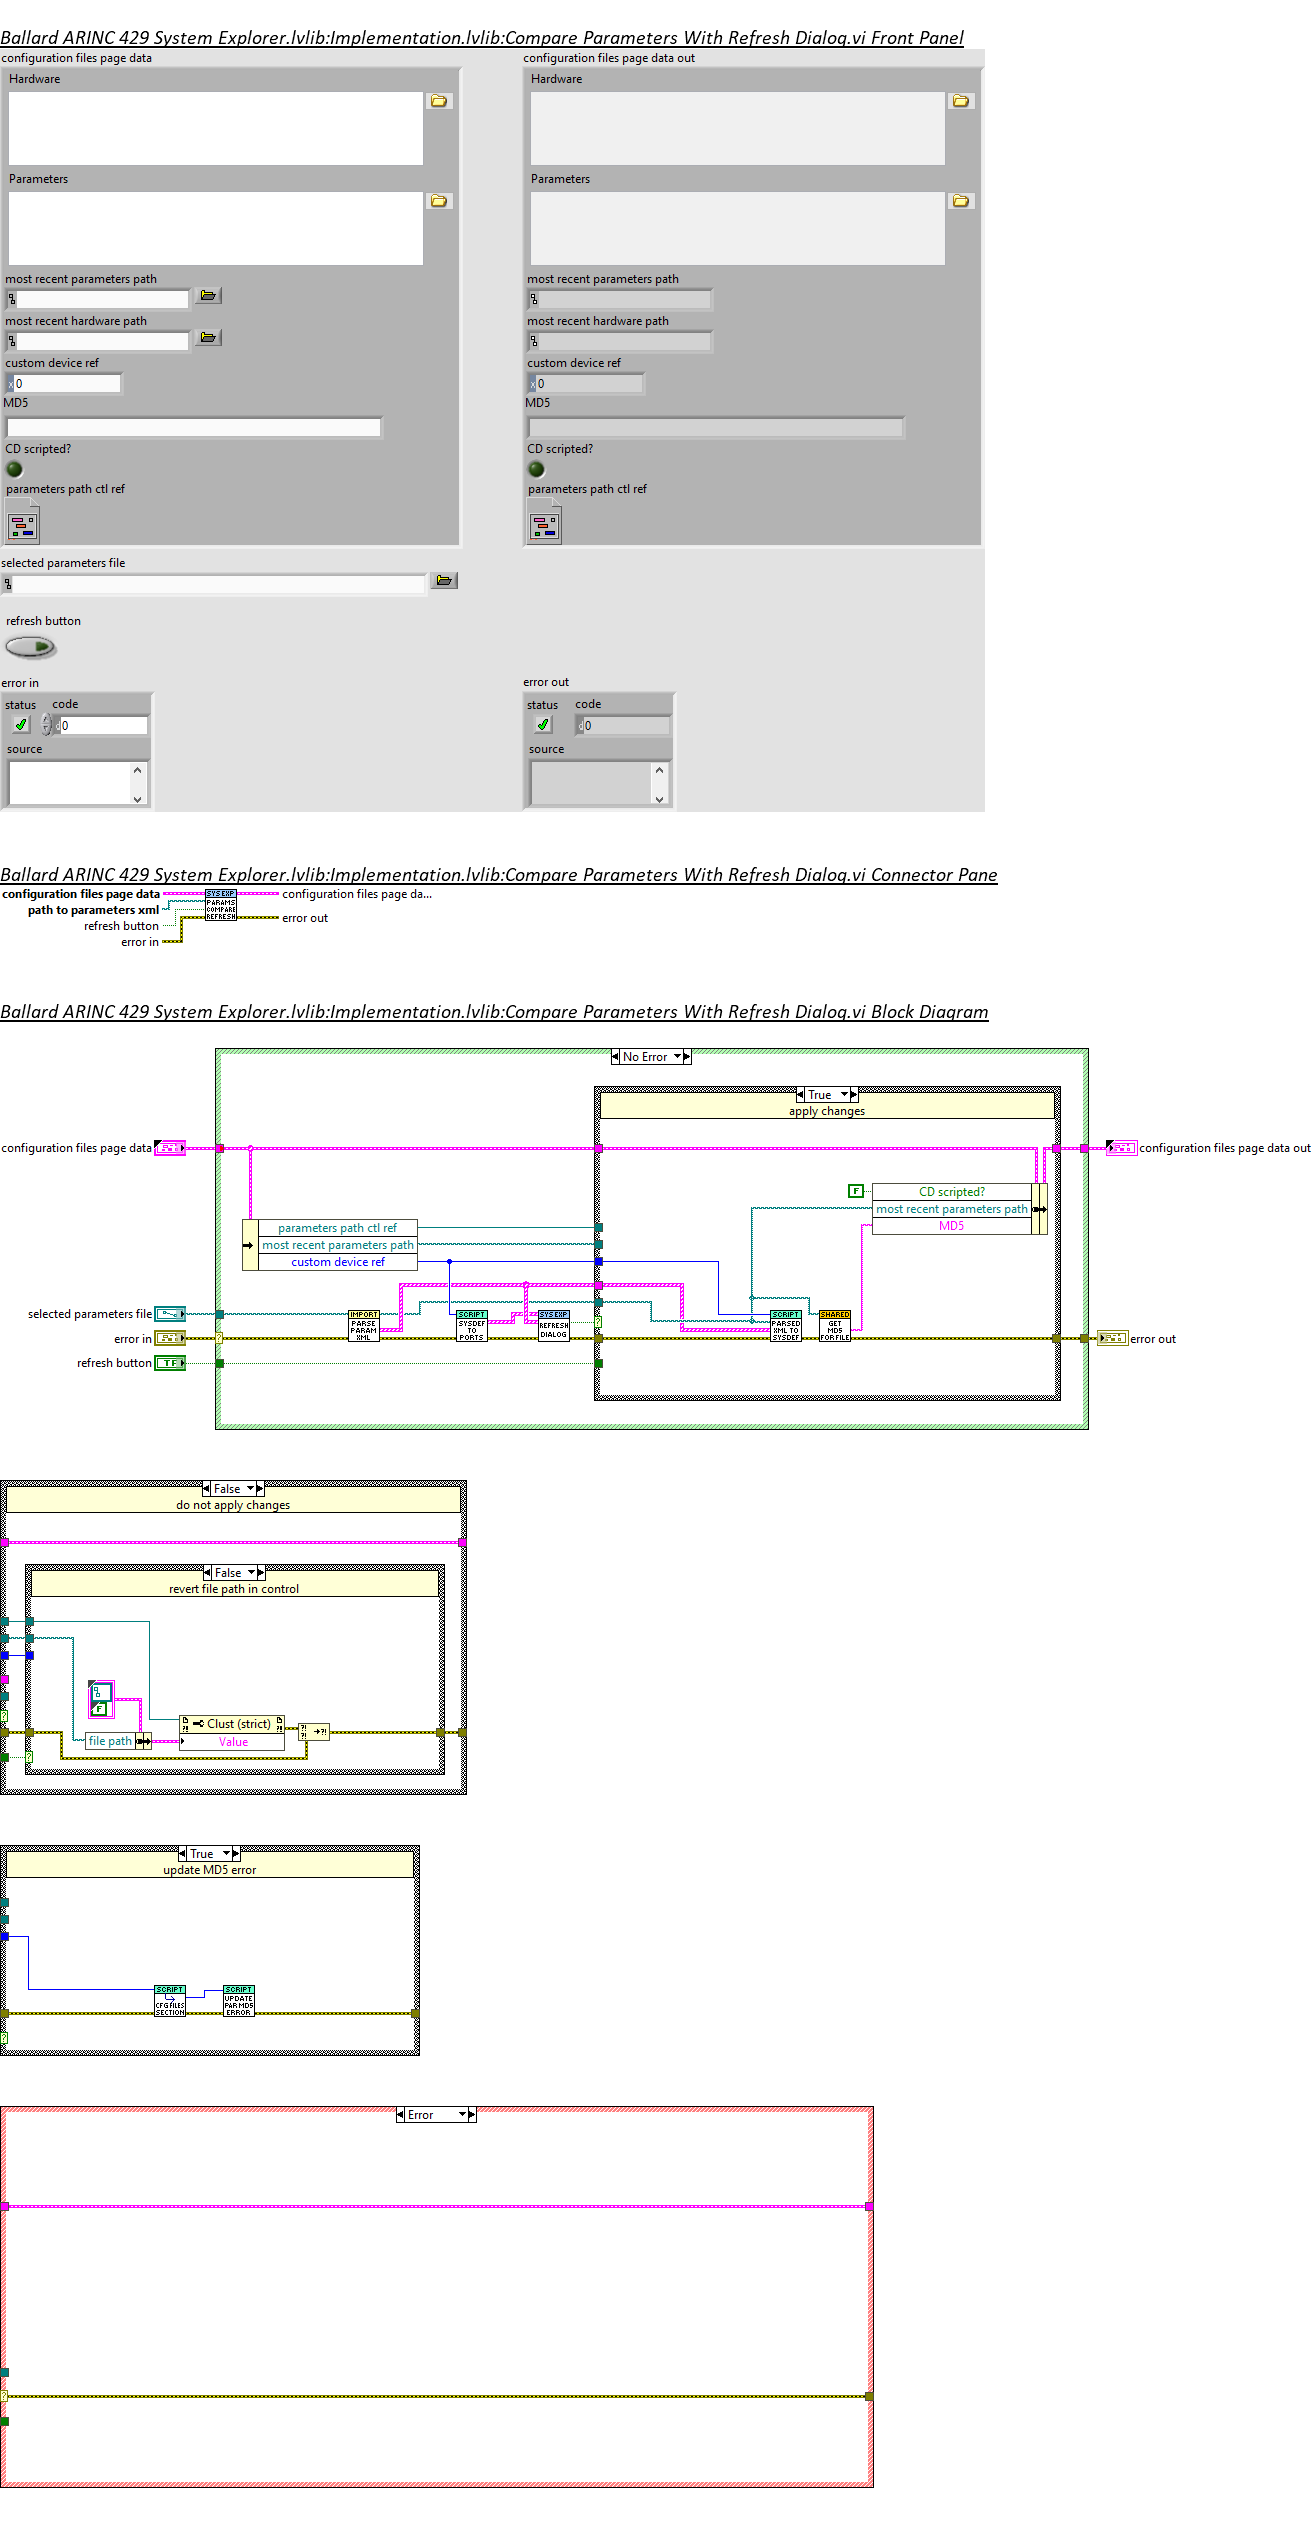 Ballard ARINC 429 System Explorer.lvlib:Implementation.lvlib:Compare Parameters With Refresh Dialog.vi Front Panel
configuration files page data
configuration files page data out
Hardware
Hardware
Parameters
Parameters
most recent parameters path
most recent parameters path
most recent hardware path
most recent hardware path
custom device ref
custom device ref
x 0
x 0
MD5
MD5
CD scripted?
CD scripted?
parameters path ctl ref
parameters path ctl ref
selected parameters file
refresh button
error in
error out
status code
status code
d 0
d 0
source
source
Ballard ARINC 429 System Explorer.lvlib:Implementation.lvlib:Compare Parameters With Refresh Dialog.vi Connector Pane
configuration files page data
SYS EXP
PARAMS
COMPARE
REFRESH
configuration files page da...
path to parameters xml
refresh button
error out
error in
Ballard ARINC 429 System Explorer.lvlib:Implementation.lvlib:Compare Parameters With Refresh Dialog.vi Block Diagram
No Error
True
apply changes
configuration files page data
configuration files page data out
F
CD scripted?
most recent parameters path
MD5
parameters path ctl ref
most recent parameters path
custom device ref
selected parameters file
IMPORT
PARSE
PARAM
XML
SCRIPT
SYSDEF
TO
PORTS
SYS EXP
REFRESH
DIALOG
?
SCRIPT
PARSED
XML TO
SYSDEF
SHARED
GET
MD5
FOR FILE
error in
?
error out
refresh button
TF
False
do not apply changes
False
revert file path in control
F
?
Clust (strict)
file path
Value
?
True
update MD5 error
SCRIPT
CFG FILES
SECTION
SCRIPT
UPDATE
PAR MD5
ERROR
?
Error
?